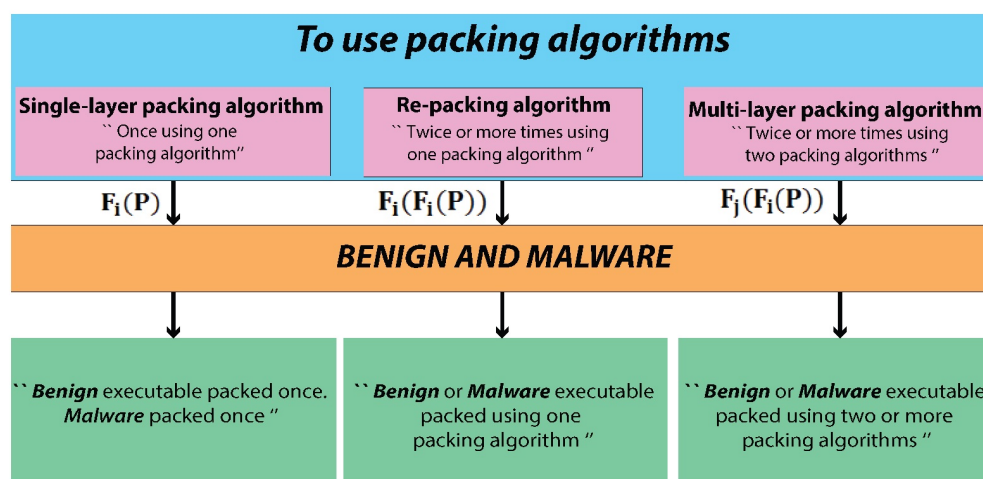 To use packing algorithms
Single-layer packing algorithm
`` Once using one
packing algorithm”
Re-packing algorithm
`` Twice or more times using
one packing algorithm ”
Multi-layer packing algorithm
`` Twice or more times using
two packing algorithms ”
Fi(P)
Fi(Fi(P))
Fj(Fi(P))
BENIGN AND MALWARE
`` Benign executable packed once.
Malware packed once ”
`` Benign or Malware executable
packed using one
packing algorithm ”
`` Benign or Malware executable
packed using two or more
packing algorithms ”